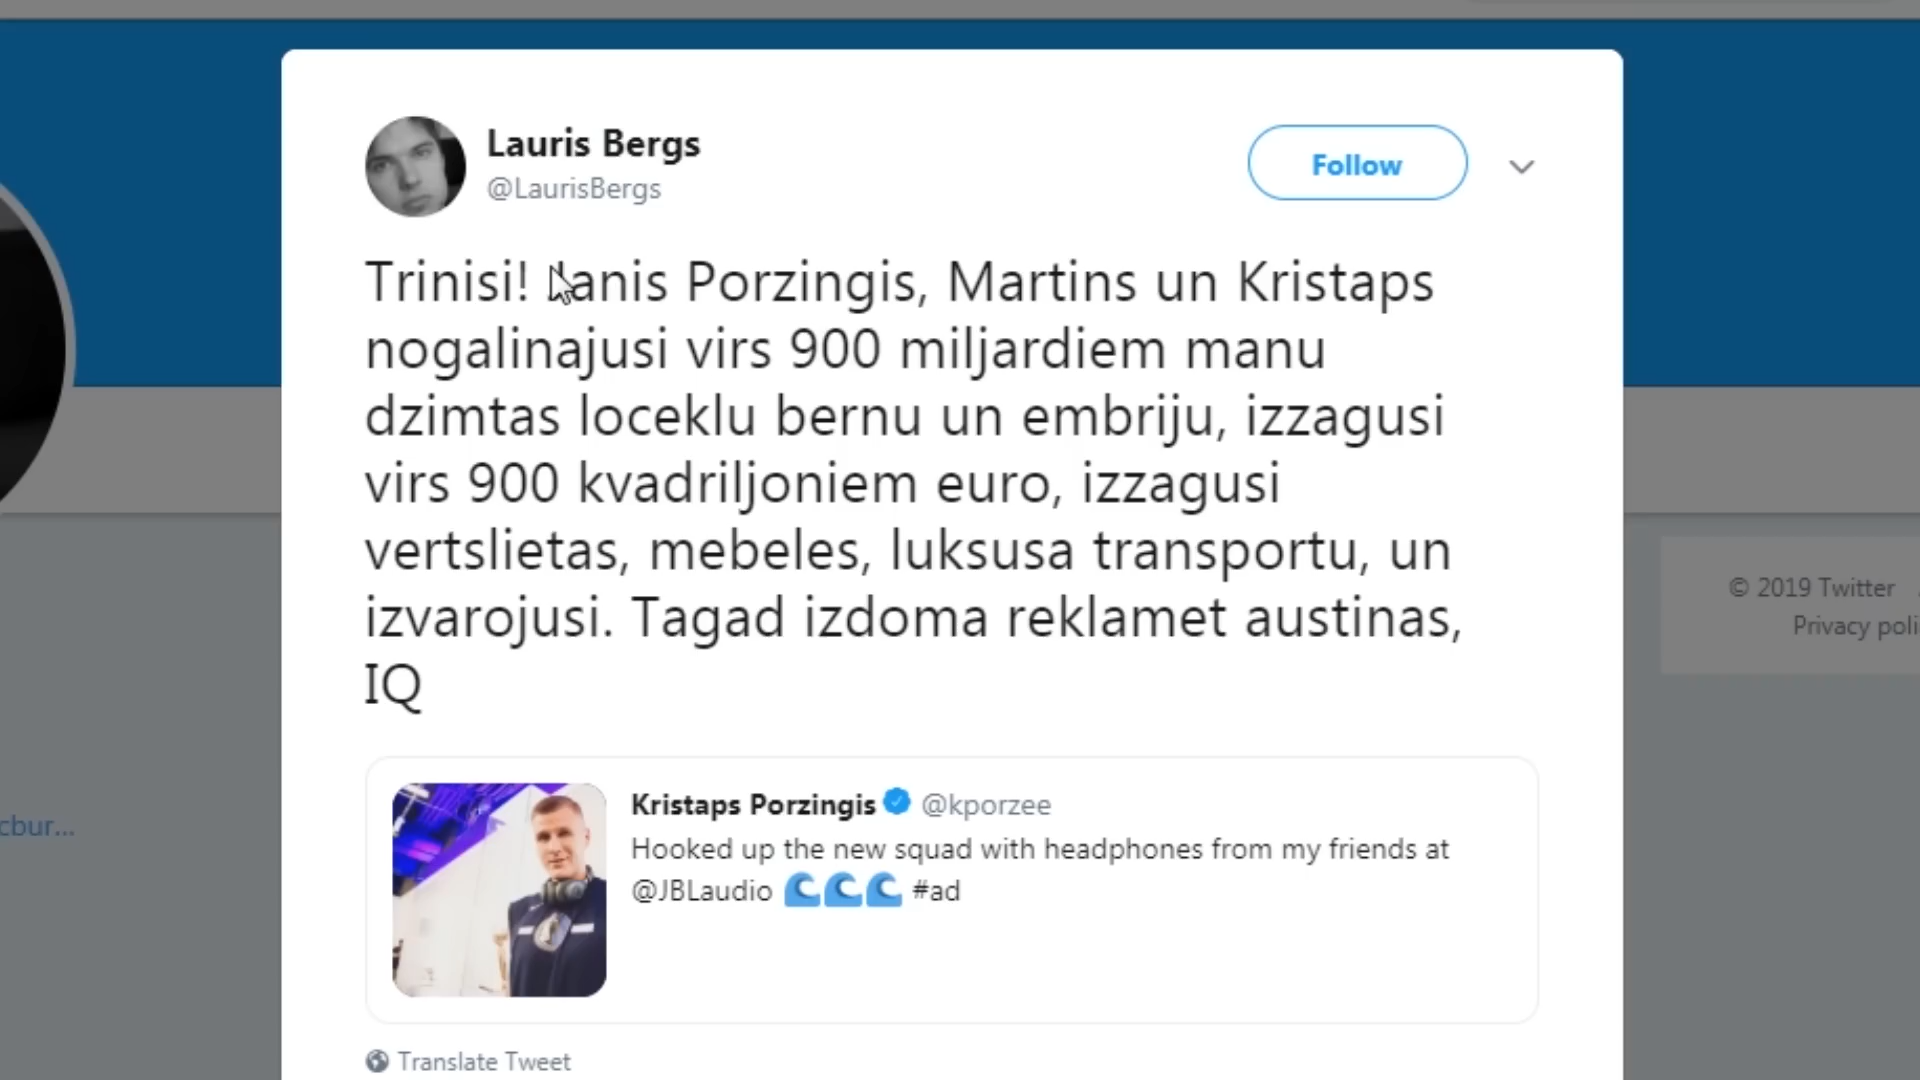 Lauris Bergs
@LaurisBergs
Follow
Trinisi! Janis Porzingis, Martins un Kristaps
nogalinajusi virs 900 miljardiem manu
dzimtas loceklu bernu un embriju, izzagusi
virs 900 kvadriljoniem euro, izzagusi
vertslietas, mebeles, luksusa transportu, un
izvarojusi. Tagad izdoma reklamet austinas,
IQ
Kristaps Porzingis @kporzee
Hooked up the new squad with headphones from my friends at
@JBLaudio 🌊🌊🌊 #ad
Translate Tweet
© 2019 Twitter
Privacy poli
cbur...